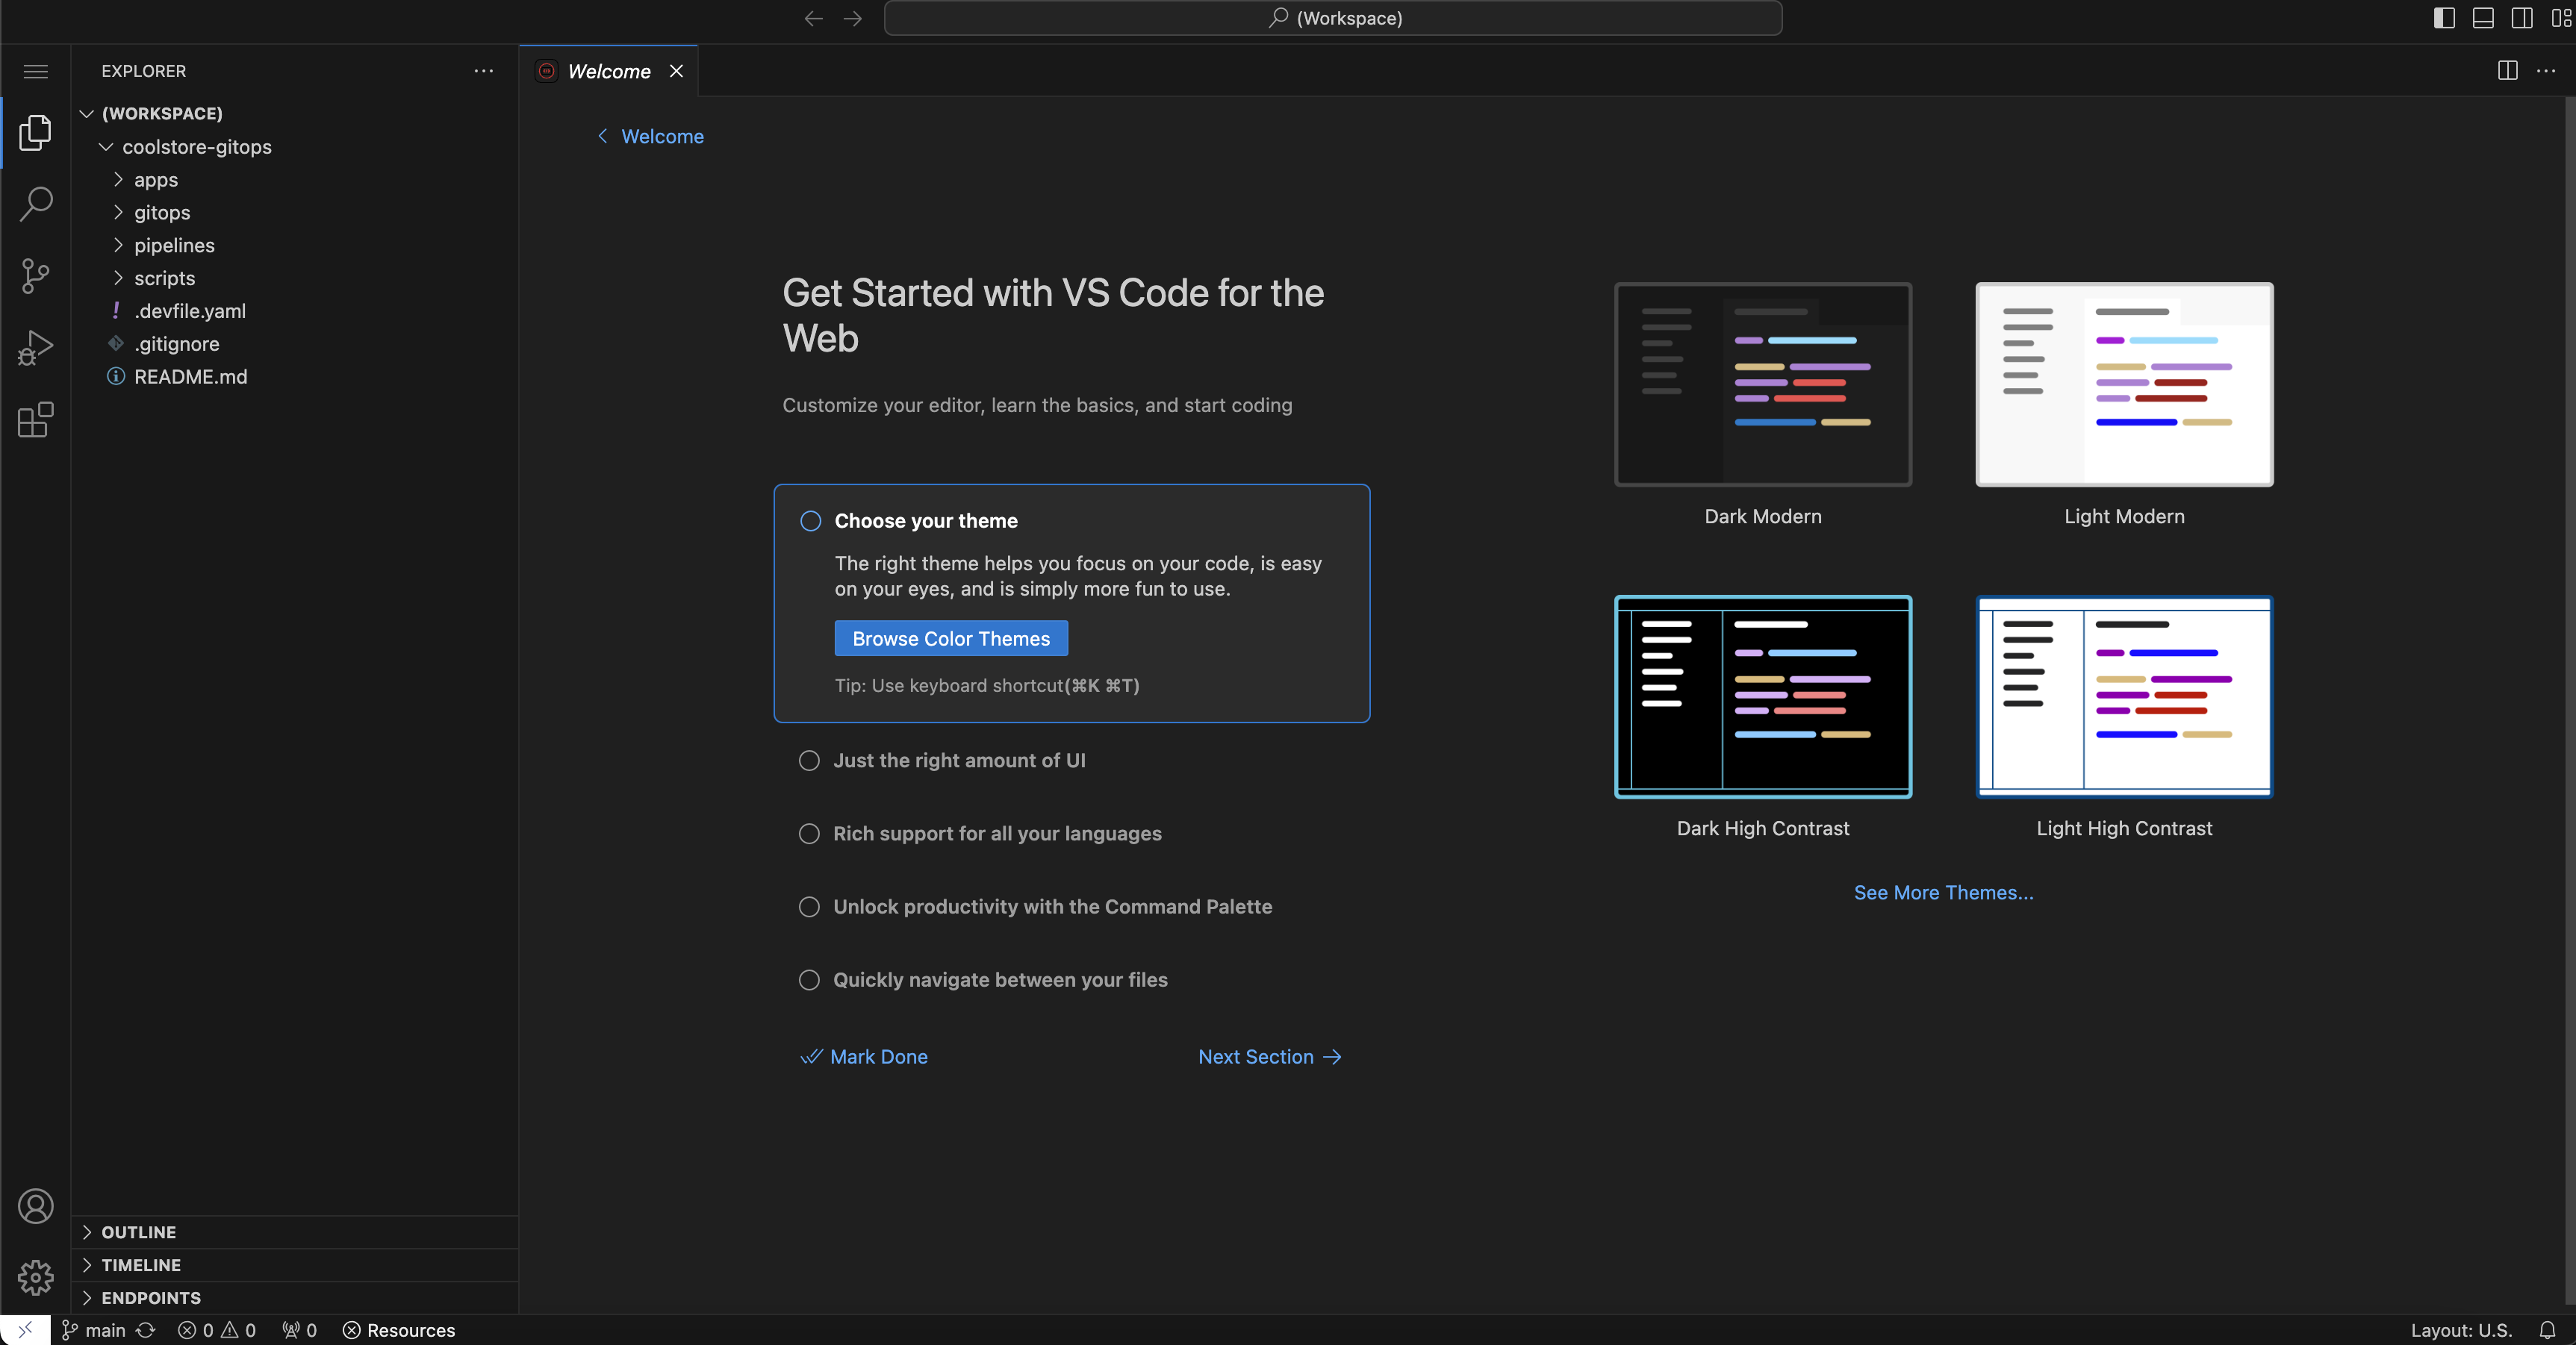 (Workspace)
EXPLORER
Welcome
(WORKSPACE)
coolstore-gitops
apps
gitops
pipelines
scripts
.devfile.yaml
.gitignore
README.md
OUTLINE
TIMELINE
ENDPOINTS
Welcome
Get Started with VS Code for the
Web
Customize your editor, learn the basics, and start coding
Choose your theme
The right theme helps you focus on your code, is easy
on your eyes, and is simply more fun to use.
Browse Color Themes
Tip: Use keyboard shortcut(⌘K ⌘T)
Just the right amount of UI
Rich support for all your languages
Unlock productivity with the Command Palette
Quickly navigate between your files
Mark Done
Next Section
Dark Modern
Light Modern
Dark High Contrast
Light High Contrast
See More Themes...
main 0 0 0 Resources
Layout: U.S.